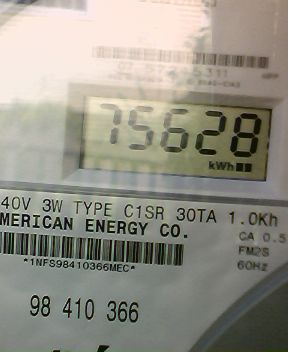 75628
kWh
40V 3W TYPE C1SR 30TA 1.0Kh
MERICAN ENERGY CO.
CA 0.5
FM2S
*1NFS98410366MEC*
60Hz
98 410 366